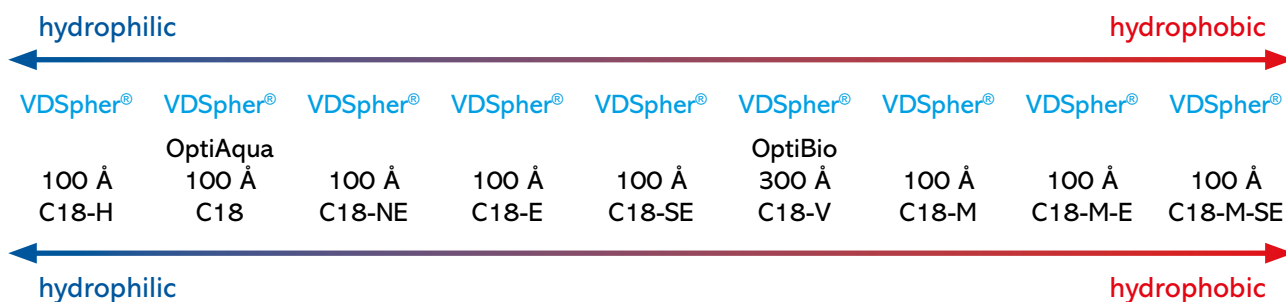 hydrophilic hydrophobic
VDSpher® VDSpher® VDSpher® VDSpher® VDSpher® VDSpher® VDSpher® VDSpher® VDSpher®
OptiAqua OptiBio
100 Å 100 Å 100 Å 100 Å 100 Å 300 Å 100 Å 100 Å 100 Å
C18-H C18 C18-NE C18-E C18-SE C18-V C18-M C18-M-E C18-M-SE
hydrophilic hydrophobic